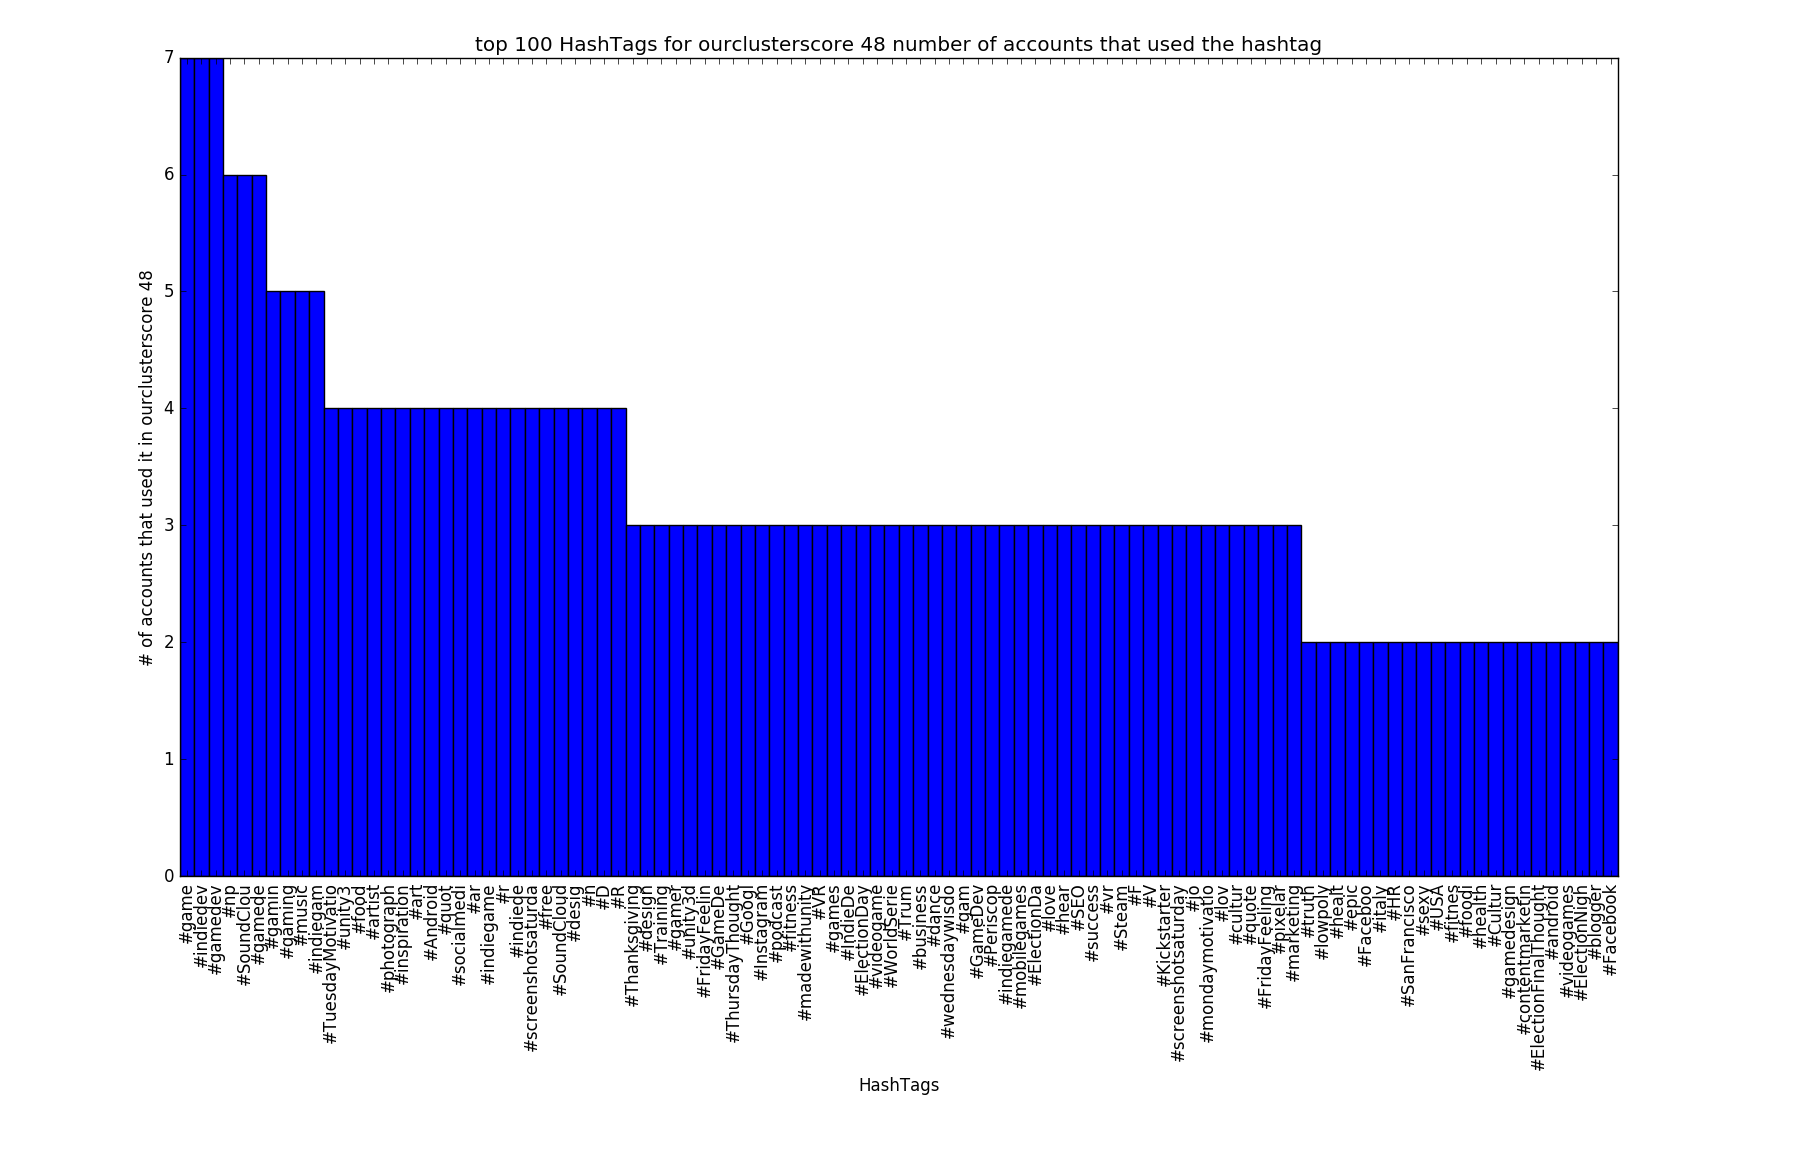 top 100 HashTags for ourclusterscore 48 number of accounts that used the hashtag
# of accounts that used it in ourclusterscore 48
7
6
5
4
3
2
1
0
#game
#indiedev
#gamedev
#np
#SoundClou
#gamede
#gamin
#gaming
#music
#indiegam
#TuesdayMotivatio
#unity3
#food
#artist
#photograph
#inspiration
#art
#Android
#quot
#socialmedi
#ar
#indiegame
#r
#indiede
#screenshotsaturda
#free
#SoundCloud
#desig
#n
#D
#R
#Thanksgiving
#design
#Training
#gamer
#unity3d
#FridayFeelin
#GameDe
#ThursdayThought
#Googl
#Instagram
#podcast
#fitness
#madewithunity
#VR
#games
#IndieDe
#ElectionDay
#videogame
#WorldSerie
#Trum
#business
#dance
#wednesdaywisdo
#gam
#GameDev
#Periscop
#indiegamede
#mobilegames
#ElectionDa
#love
#hear
#SEO
#success
#vr
#Steam
#F
#V
#Kickstarter
#screenshotsaturday
#lo
#mondaymotivatio
#lov
#cultur
#quote
#FridayFeeling
#pixelar
#marketing
#truth
#lowpoly
#healt
#epic
#Faceboo
#italy
#HR
#SanFrancisco
#sexy
#USA
#fitnes
#foodi
#health
#Cultur
#gamedesign
#contentmarketin
#ElectionFinalThought
#android
#videogames
#ElectionNigh
#blogger
#Facebook
HashTags